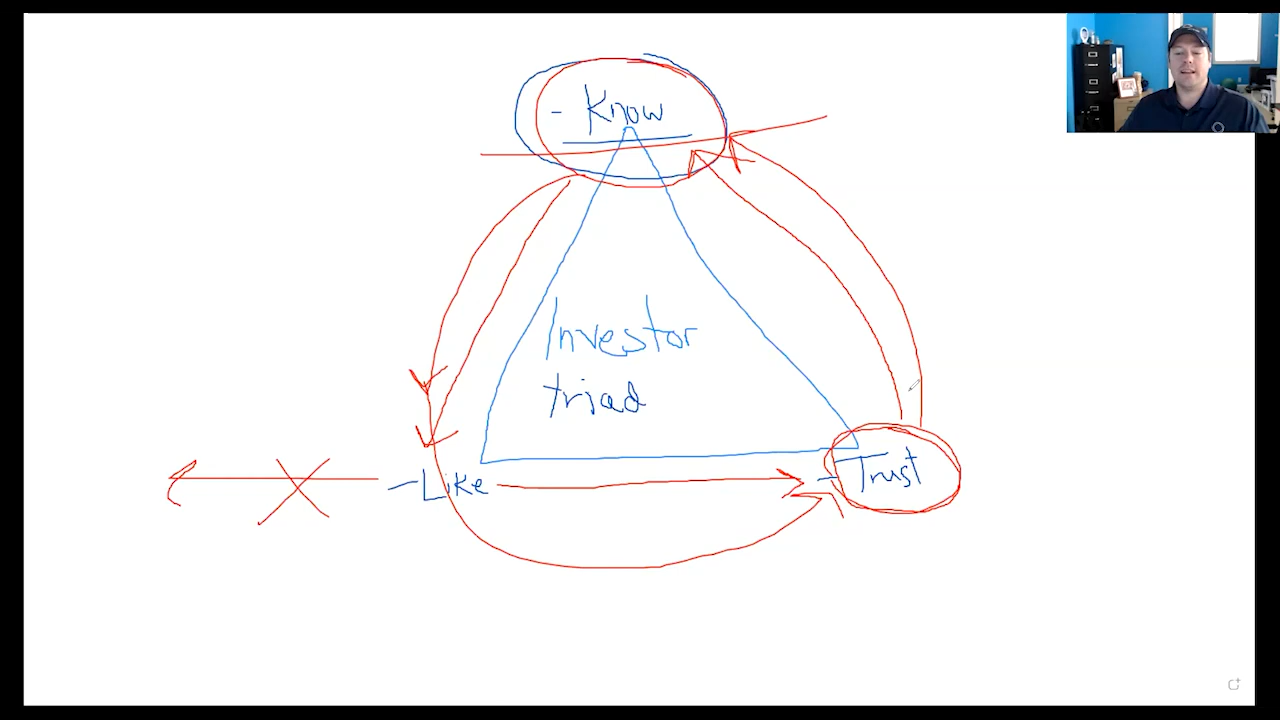 - Know
Investor
triad
- Like
- Trust